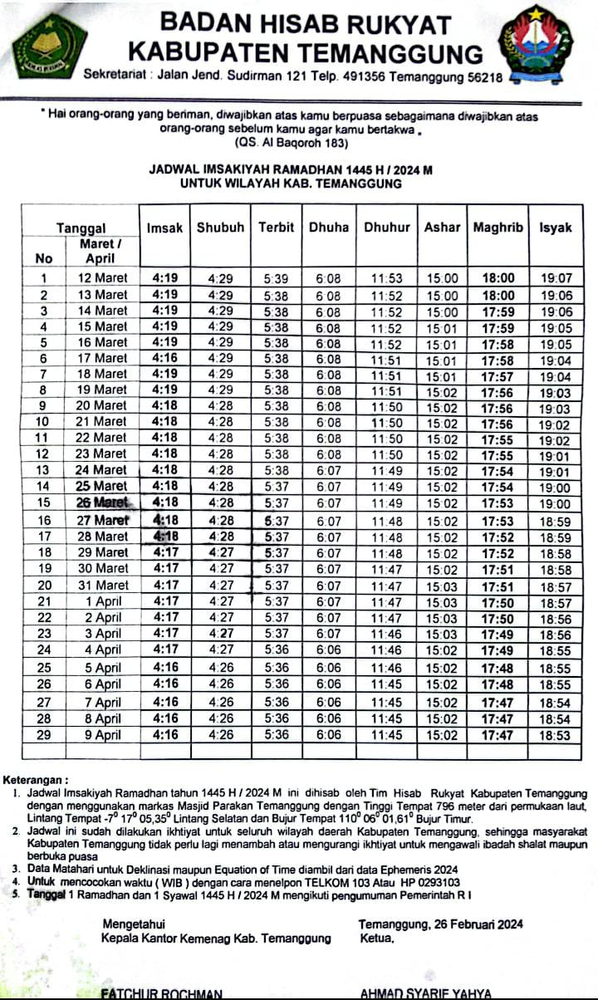 BADAN HISAB RUKYAT
KABUPATEN TEMANGGUNG
Sekretariat : Jalan Jend. Sudirman 121 Telp. 491356 Temanggung 56218
" Hai orang-orang yang beriman, diwajibkan atas kamu berpuasa sebagaimana diwajibkan atas
orang-orang sebelum kamu agar kamu bertakwa ,
(QS. Al Baqoroh 183)
JADWAL IMSAKIYAH RAMADHAN 1445 H / 2024 M
UNTUK WILAYAH KAB. TEMANGGUNG
Tanggal Imsak Shubuh Terbit Dhuha Dhuhur Ashar Maghrib Isyak
No Maret / April
1 12 Maret 4:19 4:29 5:39 6:08 11:53 15:00 18:00 19:07
2 13 Maret 4:19 4:29 5:38 6:08 11:52 15:00 18:00 19:06
3 14 Maret 4:19 4:29 5:38 6:08 11:52 15:00 17:59 19:06
4 15 Maret 4:19 4:29 5:38 6:08 11:52 15:01 17:59 19:05
5 16 Maret 4:19 4:29 5:38 6:08 11:52 15:01 17:58 19:05
6 17 Maret 4:16 4:29 5:38 6:08 11:51 15:01 17:58 19:04
7 18 Maret 4:19 4:29 5:38 6:08 11:51 15:01 17:57 19:04
8 19 Maret 4:19 4:29 5:38 6:08 11:51 15:02 17:56 19:03
9 20 Maret 4:18 4:28 5:38 6:08 11:50 15:02 17:56 19:03
10 21 Maret 4:18 4:28 5:38 6:08 11:50 15:02 17:56 19:02
11 22 Maret 4:18 4:28 5:38 6:08 11:50 15:02 17:55 19:02
12 23 Maret 4:18 4:28 5:38 6:08 11:50 15:02 17:55 19:01
13 24 Maret 4:18 4:28 5:38 6:07 11:49 15:02 17:54 19:01
14 25 Maret 4:18 4:28 5:37 6:07 11:49 15:02 17:54 19:00
15 26 Maret 4:18 4:28 5:37 6:07 11:49 15:02 17:53 19:00
16 27 Maret 4:18 4:28 5:37 6:07 11:48 15:02 17:53 18:59
17 28 Maret 4:18 4:28 5:37 6:07 11:48 15:02 17:52 18:59
18 29 Maret 4:17 4:27 5:37 6:07 11:48 15:02 17:52 18:58
19 30 Maret 4:17 4:27 5:37 6:07 11:47 15:02 17:51 18:58
20 31 Maret 4:17 4:27 5:37 6:07 11:47 15:03 17:51 18:57
21 1 April 4:17 4:27 5:37 6:07 11:47 15:03 17:50 18:57
22 2 April 4:17 4:27 5:37 6:07 11:47 15:03 17:50 18:56
23 3 April 4:17 4:27 5:37 6:07 11:46 15:03 17:49 18:56
24 4 April 4:17 4:27 5:36 6:06 11:46 15:02 17:49 18:55
25 5 April 4:16 4:26 5:36 6:06 11:46 15:02 17:48 18:55
26 6 April 4:16 4:26 5:36 6:06 11:45 15:02 17:48 18:55
27 7 April 4:16 4:26 5:36 6:06 11:45 15:02 17:47 18:54
28 8 April 4:16 4:26 5:36 6:06 11:45 15:02 17:47 18:54
29 9 April 4:16 4:26 5:36 6:06 11:45 15:02 17:47 18:53
Keterangan :
1. Jadwal Imsakiyah Ramadhan tahun 1445 H / 2024 M ini dihisab oleh Tim Hisab Rukyat Kabupaten Temanggung
dengan menggunakan markas Masjid Parakan Temanggung dengan Tinggi Tempat 796 meter dari permukaan laut,
Lintang Tempat -7⁰ 17⁰ 05,35⁰ Lintang Selatan dan Bujur Tempat 110⁰ 06⁰ 01,61⁰ Bujur Timur.
2. Jadwal ini sudah dilakukan ikhtiyat untuk seluruh wilayah daerah Kabupaten Temanggung, sehingga masyarakat
Kabupaten Temanggung tidak perlu lagi menambah atau mengurangi ikhtiyat untuk mengawali ibadah shalat maupun
berbuka puasa
3. Data Matahari untuk Deklinasi maupun Equation of Time diambil dari data Ephemeris 2024
4. Untuk mencocokan waktu ( WIB ) dengan cara menelpon TELKOM 103 Atau HP 0293103
5. Tanggal 1 Ramadhan dan 1 Syawal 1445 H / 2024 M mengikuti pengumuman Pemerintah R I
Mengetahui Temanggung, 26 Februari 2024
Kepala Kantor Kemenag Kab. Temanggung Ketua,
FATCHUR ROCHMAN AHMAD SYARIF YAHYA